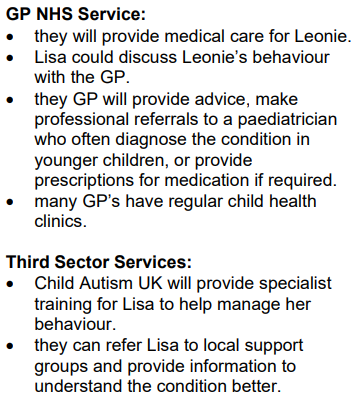 GP NHS Service:
• they will provide medical care for Leonie.
• Lisa could discuss Leonie's behaviour
with the GP.
• they GP will provide advice, make
professional referrals to a paediatrician
who often diagnose the condition in
younger children, or provide
prescriptions for medication if required.
• many GP's have regular child health
clinics.
Third Sector Services:
• Child Autism UK will provide specialist
training for Lisa to help manage her
behaviour.
• they can refer Lisa to local support
groups and provide information to
understand the condition better.